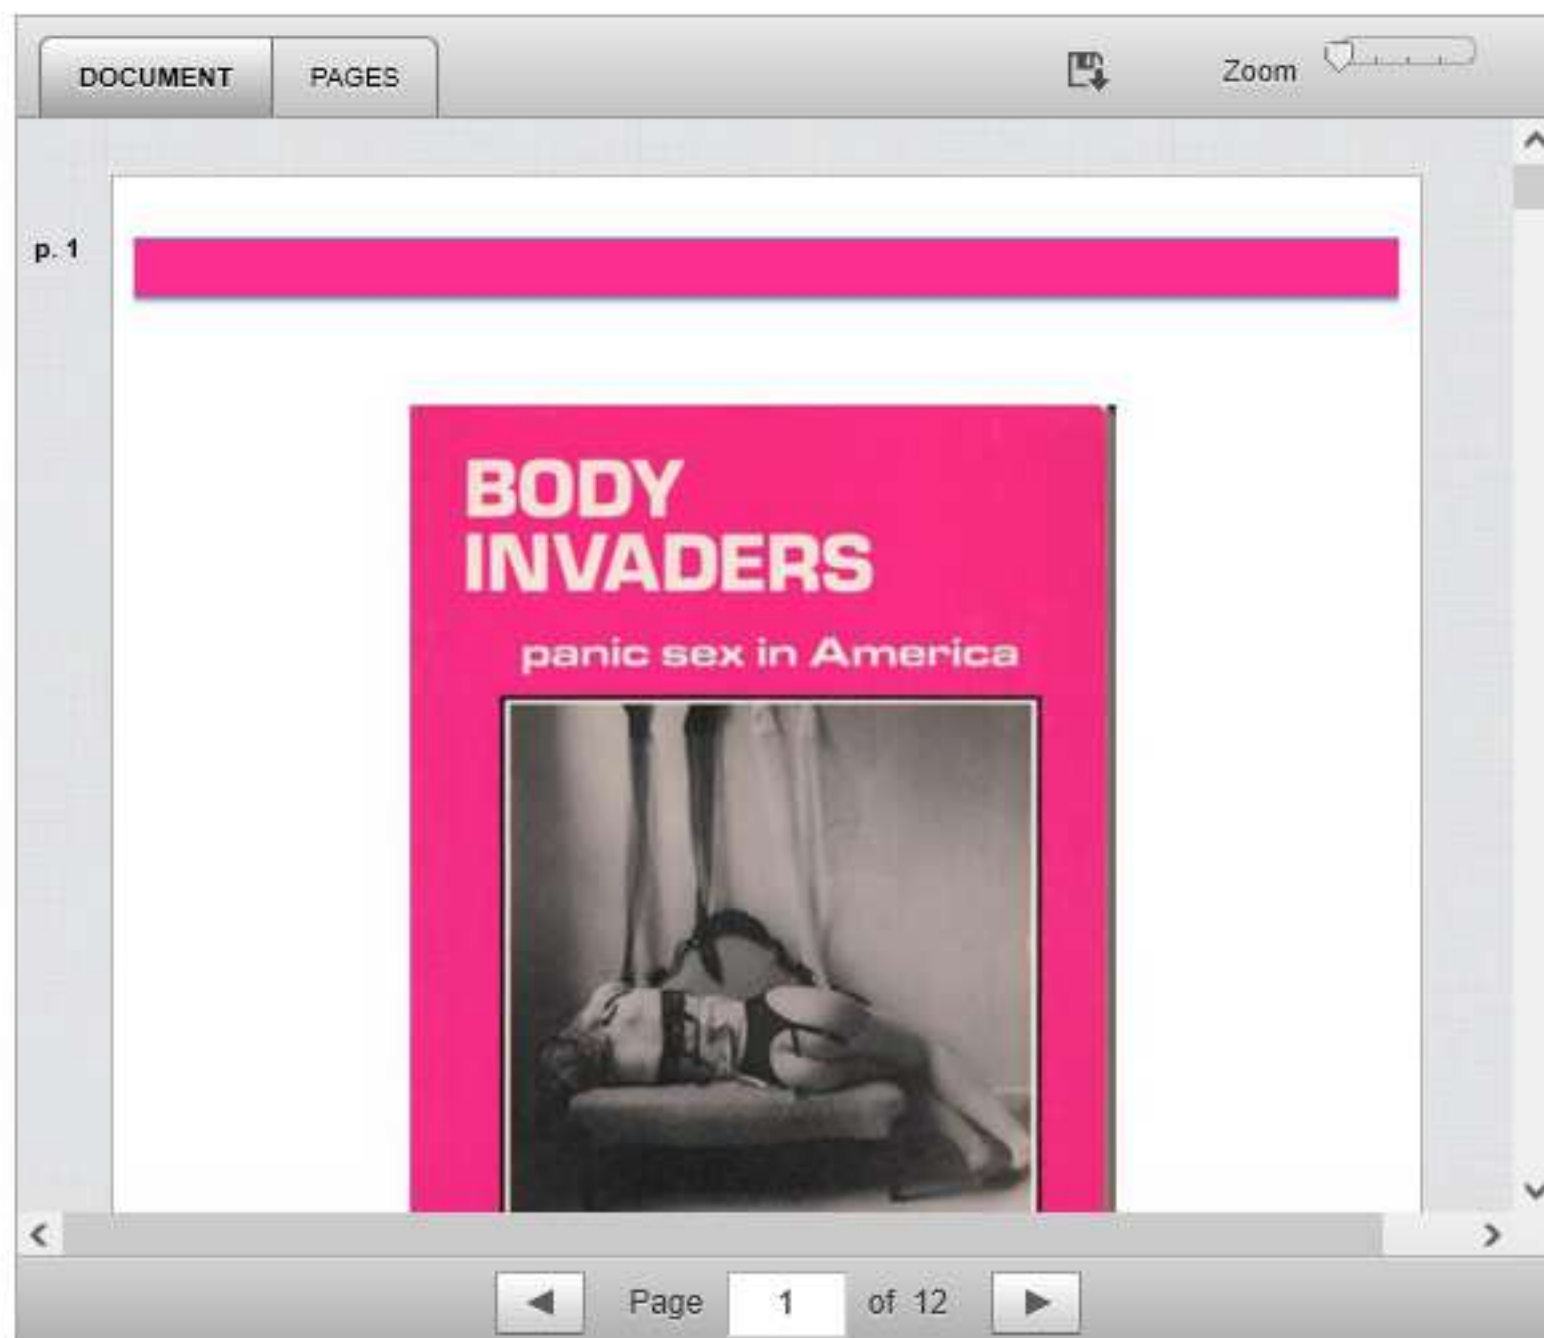 DOCUMENT PAGES Zoom
p. 1
BODY
INVADERS
panic sex in America
Page 1 of 12